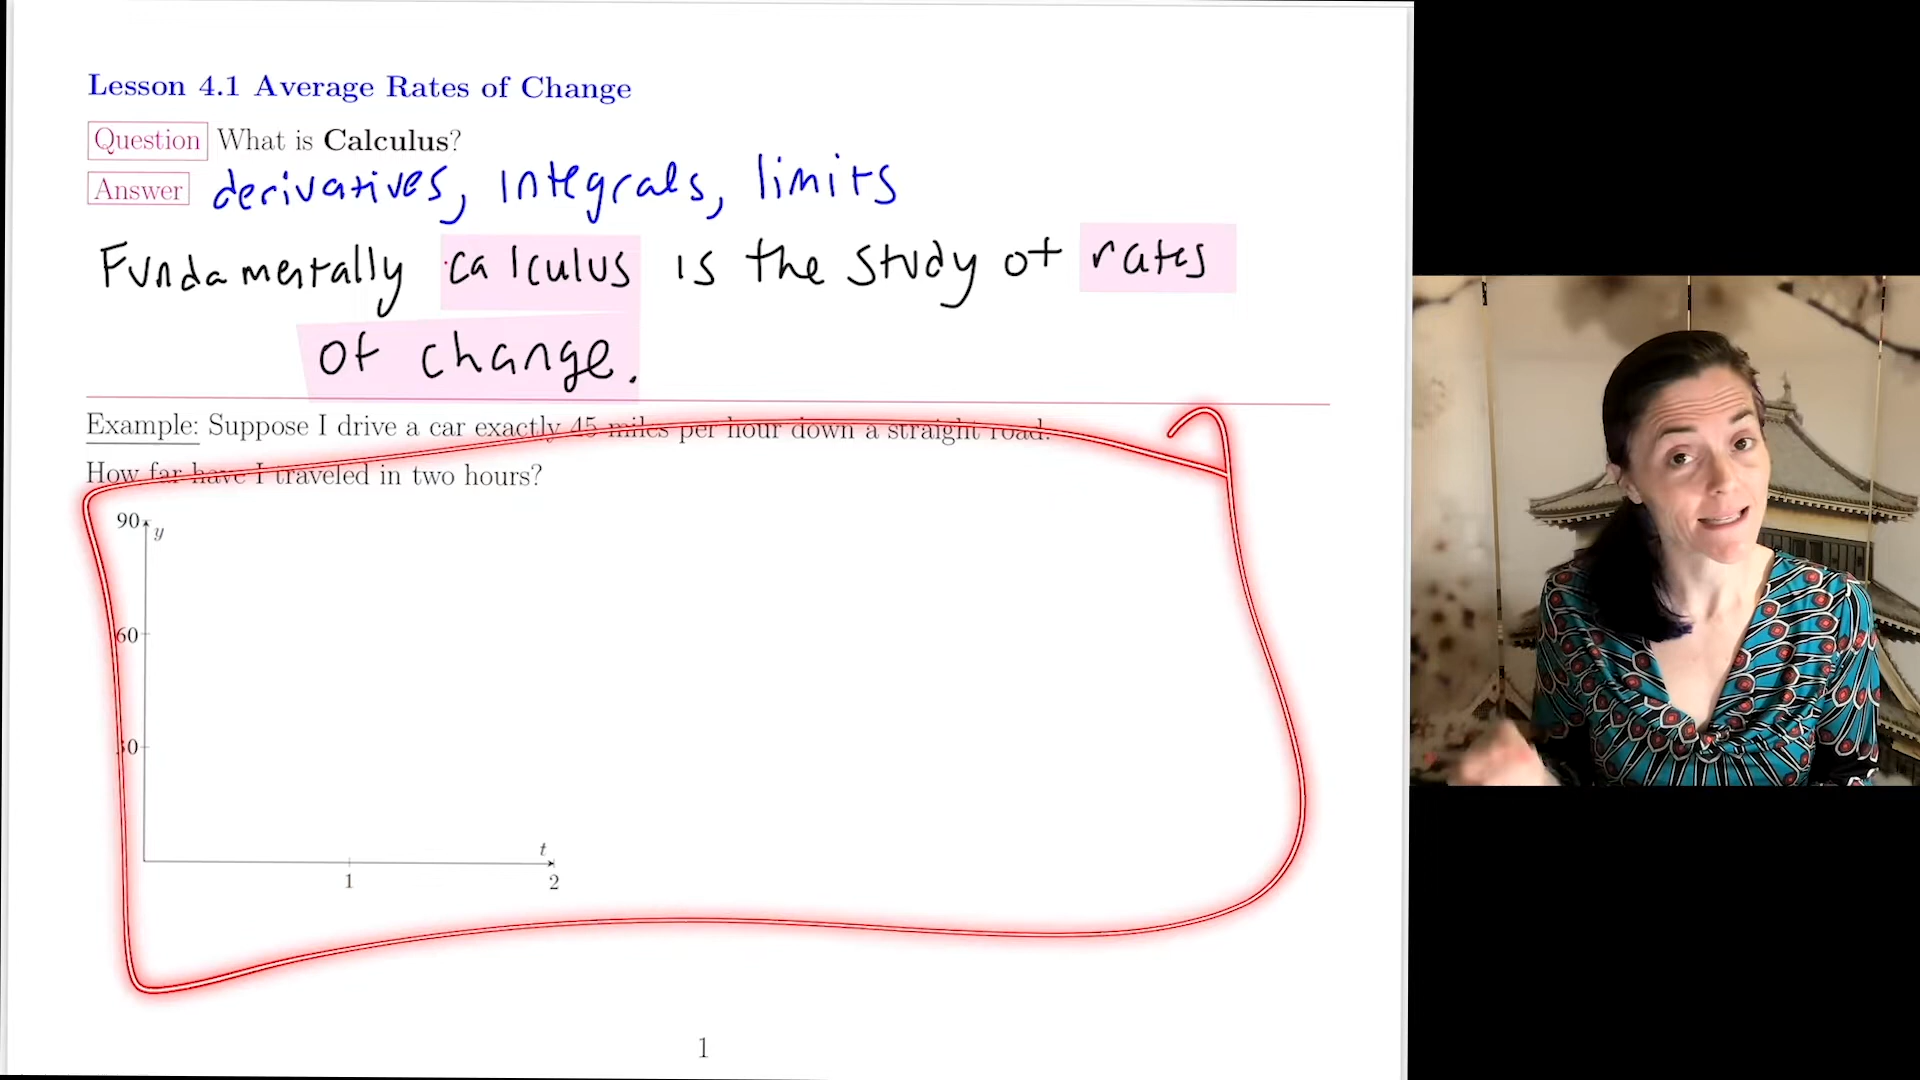 Lesson 4.1 Average Rates of Change
Question What is Calculus?
Answer derivatives, integrals, limits
Fundamentally calculus is the study of rates
of change.
Example: Suppose I drive a car exactly 45 miles per hour down a straight road.
How far have I traveled in two hours?
90 y
60
30
t
1 2
1